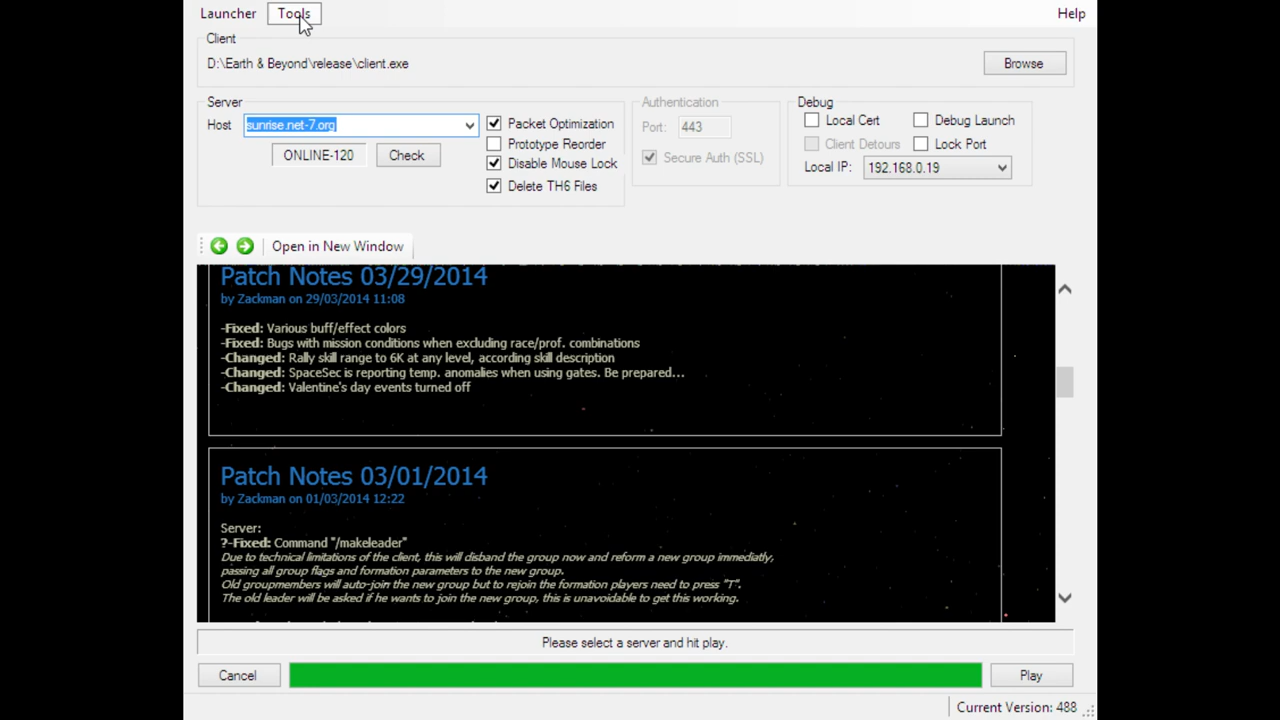 Launcher Tools Help
Client
D:\Earth & Beyond\release\client.exe Browse
Server
Host sunrise.net-7.org
ONLINE-120 Check
Packet Optimization
Prototype Reorder
Disable Mouse Lock
Delete TH6 Files
Authentication
Port: 443
Secure Auth (SSL)
Debug
Local Cert Debug Launch
Client Detours Lock Port
Local IP: 192.168.0.19
Open in New Window
Patch Notes 03/29/2014
by Zackman on 29/03/2014 11:08
-Fixed: Various buff/effect colors
-Fixed: Bugs with mission conditions when excluding race/prof. combinations
-Changed: Rally skill range to 6K at any level, according skill description
-Changed: SpaceSec is reporting temp. anomalies when using gates. Be prepared...
-Changed: Valentine's day events turned off
Patch Notes 03/01/2014
by Zackman on 01/03/2014 12:22
Server:
?-Fixed: Command "/makeleader"
Due to technical limitations of the client, this will disband the group now and reform a new group immediatly,
passing all group flags and formation parameters to the new group.
Old groupmembers will auto-join the new group but to rejoin the formation players need to press "T".
The old leader will be asked if he wants to join the new group, this is unavoidable to get this working.
Please select a server and hit play.
Cancel Play
Current Version: 488